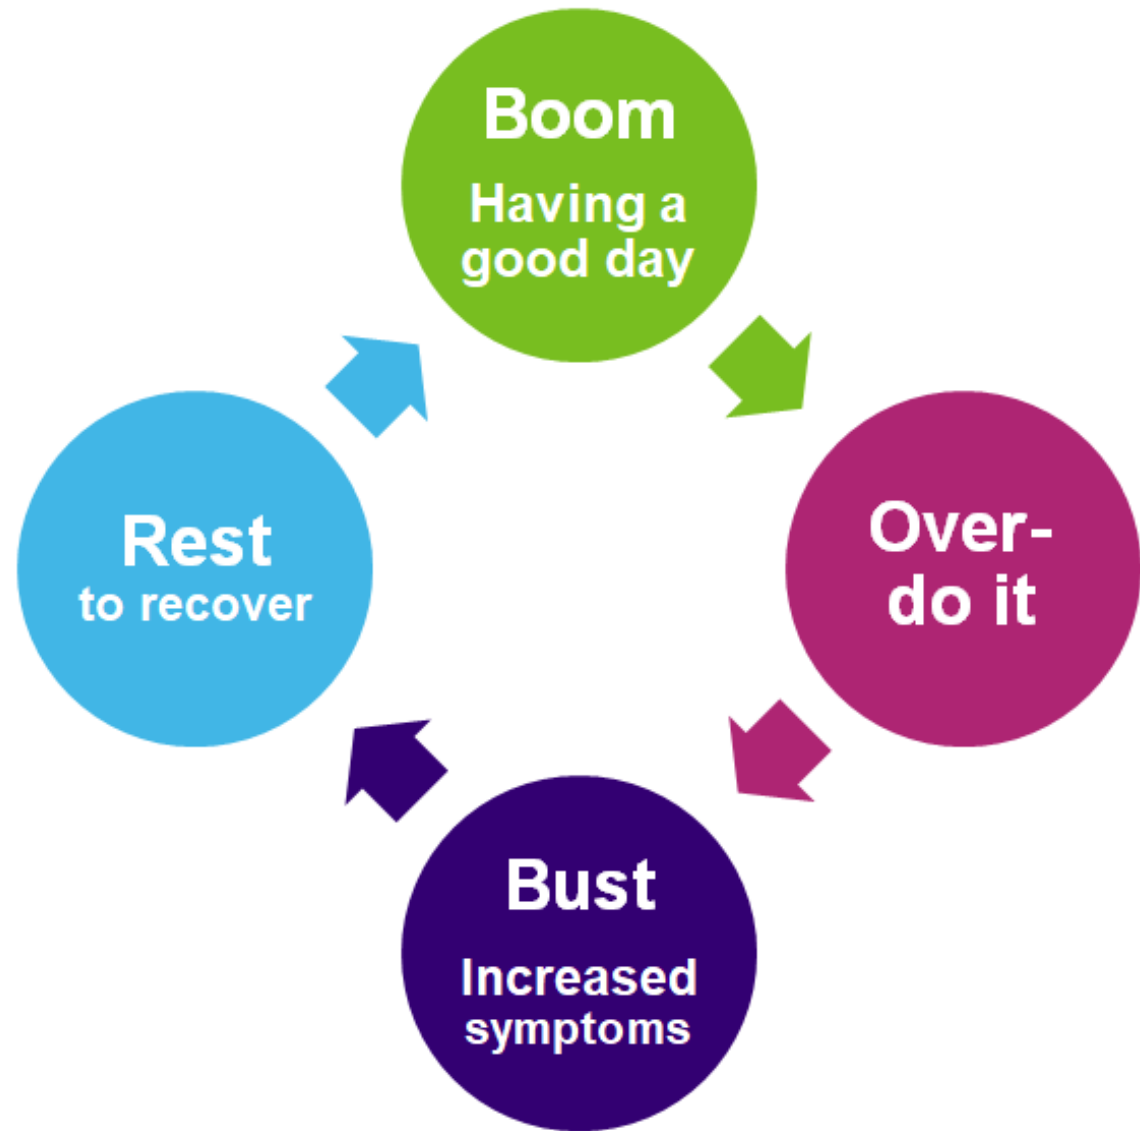 Boom
Having a
good day
Over-
do it
Bust
Increased
symptoms
Rest
to recover